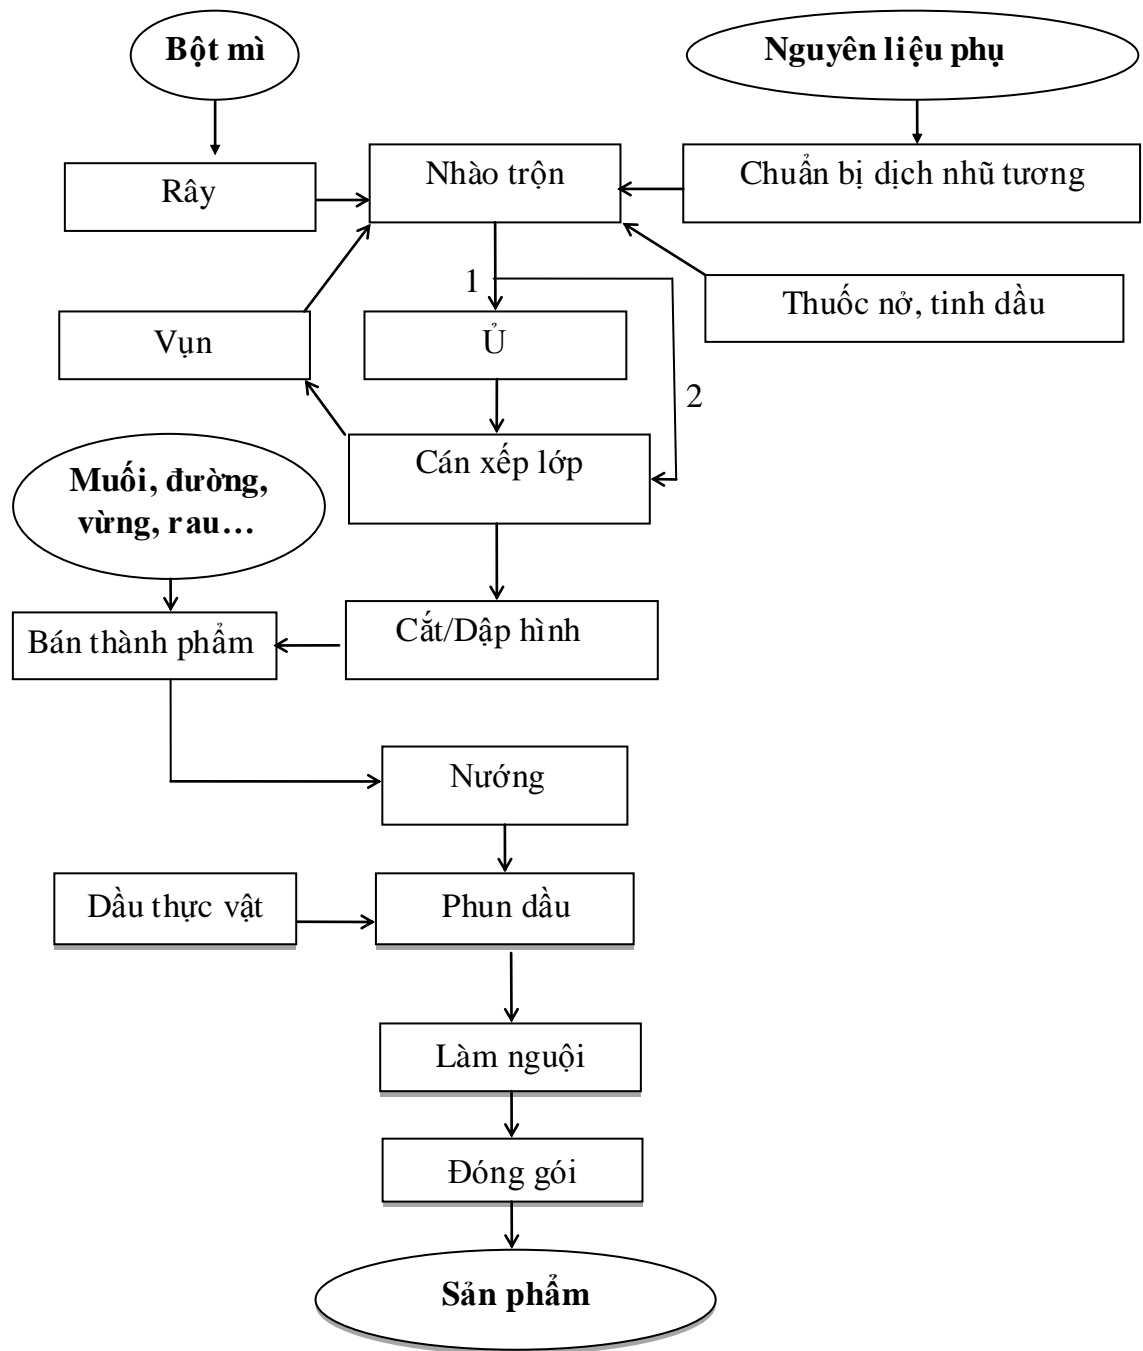 Bột mì
Nguyên liệu phụ
Rây
Nhào trộn
Chuẩn bị dịch nhũ tương
1
Thuốc nở, tinh dầu
Vụn
Ủ
2
Cán xếp lớp
Muối, đường,
vừng, rau…
Cắt/Dập hình
Bán thành phẩm
Nướng
Dầu thực vật
Phun dầu
Làm nguội
Đóng gói
Sản phẩm